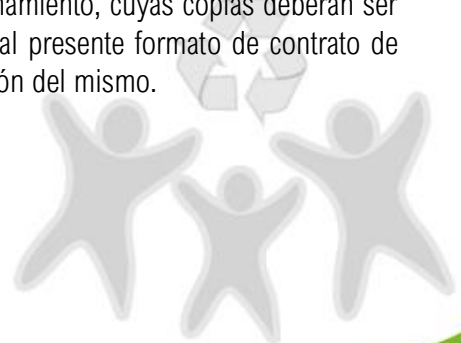 namiento, cuyas copias deberán ser
al presente formato de contrato de
ón del mismo.